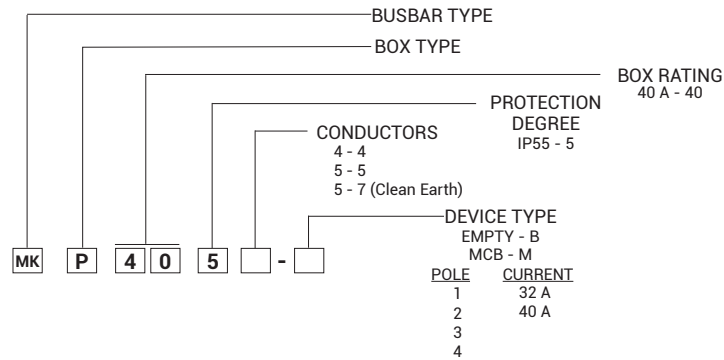 BUSBAR TYPE
BOX TYPE
BOX RATING
40 A - 40
PROTECTION
DEGREE
IP55 - 5
CONDUCTORS
4 - 4
5 - 5
5 - 7 (Clean Earth)
DEVICE TYPE
EMPTY - B
MCB - M
POLE CURRENT
1 32 A
2 40 A
3
4
MK P 4 0 5 -